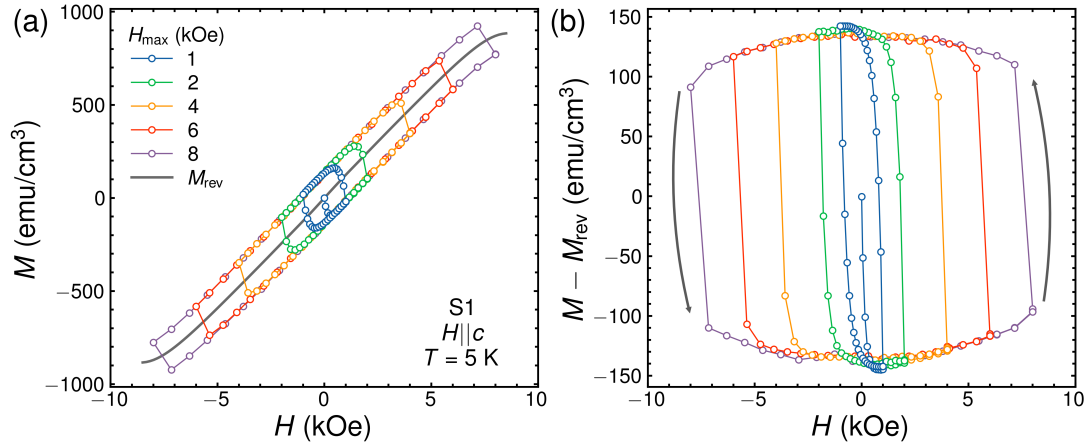 (a)
1000
500
0
−500
−1000
M (emu/cm³)
H_max (kOe)
1
2
4
6
8
M_rev
S1
H||c
T = 5 K
−10 −5 0 5 10
H (kOe)
(b)
150
100
50
0
−50
−100
−150
M − M_rev (emu/cm³)
−10 −5 0 5 10
H (kOe)